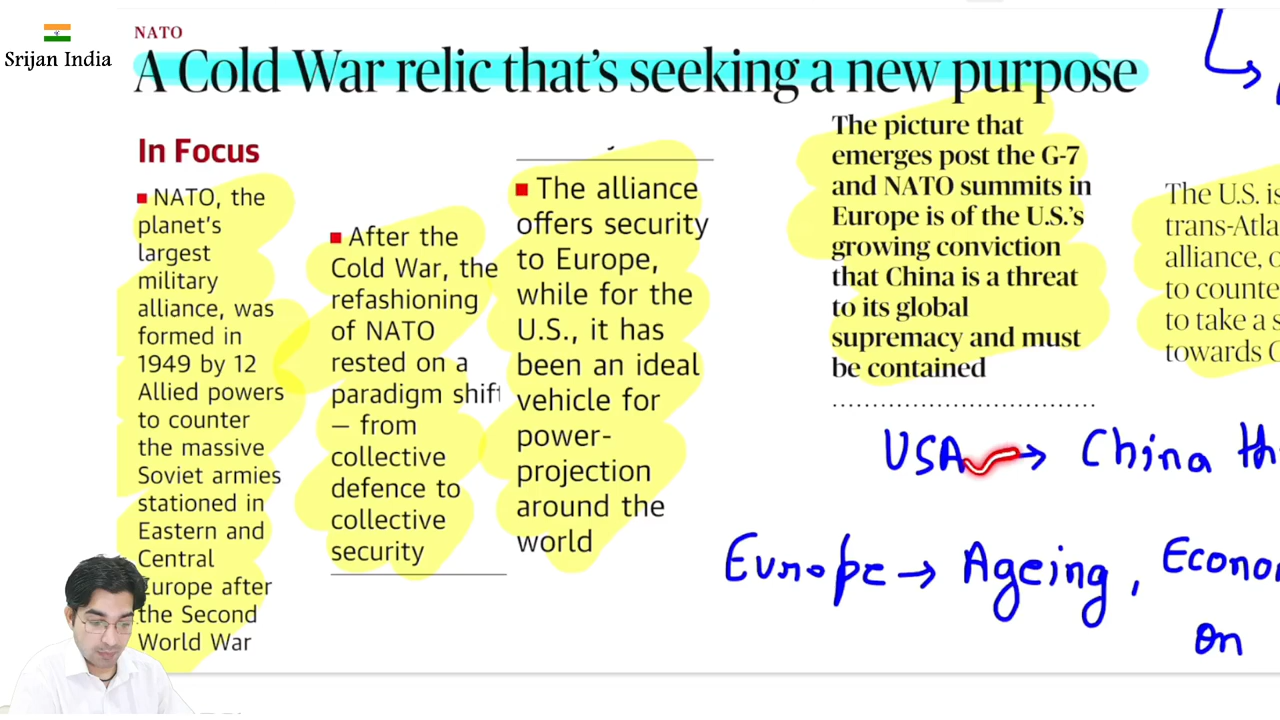 Srijan India
NATO
A Cold War relic that's seeking a new purpose
In Focus
NATO, the
planet's
largest
military
alliance, was
formed in
1949 by 12
Allied powers
to counter
the massive
Soviet armies
stationed in
Eastern and
Central
Europe after
the Second
World War
After the
Cold War, the
refashioning
of NATO
rested on a
paradigm shift
— from
collective
defence to
collective
security
The alliance
offers security
to Europe,
while for the
U.S., it has
been an ideal
vehicle for
power-
projection
around the
world
The picture that
emerges post the G-7
and NATO summits in
Europe is of the U.S.'s
growing conviction
that China is a threat
to its global
supremacy and must
be contained
The U.S. is
trans-Atla
alliance,
to counte
to take a s
towards
USA → China th
Europe → Ageing, Econo
on